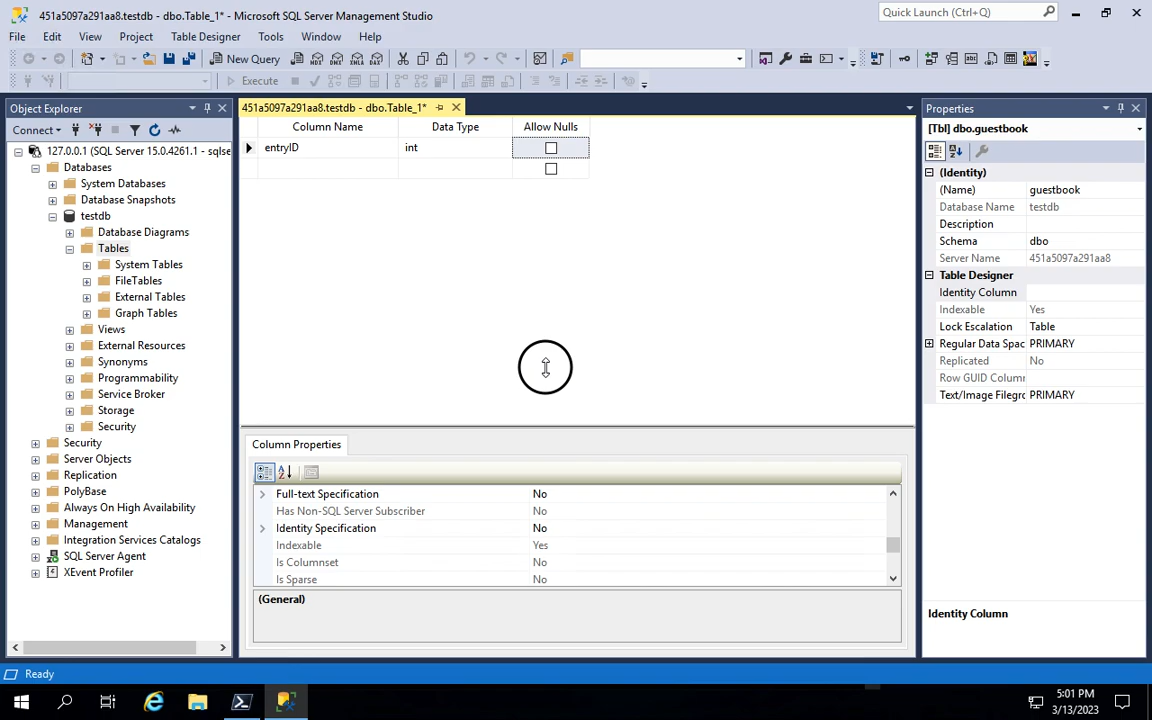 451a5097a291aa8.testdb - dbo.Table_1* - Microsoft SQL Server Management Studio
Quick Launch (Ctrl+Q)
File Edit View Project Table Designer Tools Window Help
New Query
Execute
Object Explorer
Connect
127.0.0.1 (SQL Server 15.0.4261.1 - sqlse
Databases
System Databases
Database Snapshots
testdb
Database Diagrams
Tables
System Tables
FileTables
External Tables
Graph Tables
Views
External Resources
Synonyms
Programmability
Service Broker
Storage
Security
Security
Server Objects
Replication
PolyBase
Always On High Availability
Management
Integration Services Catalogs
SQL Server Agent
XEvent Profiler
451a5097a291aa8.testdb - dbo.Table_1*
Column Name Data Type Allow Nulls
entryID int
Column Properties
Full-text Specification No
Has Non-SQL Server Subscriber No
Identity Specification No
Indexable Yes
Is Columnset No
Is Sparse No
(General)
Properties
[Tbl] dbo.guestbook
(Identity)
(Name) guestbook
Database Name testdb
Description
Schema dbo
Server Name 451a5097a291aa8
Table Designer
Identity Column
Indexable Yes
Lock Escalation Table
Regular Data Spac PRIMARY
Replicated No
Row GUID Column
Text/Image Filegro PRIMARY
Identity Column
Ready
5:01 PM
3/13/2023